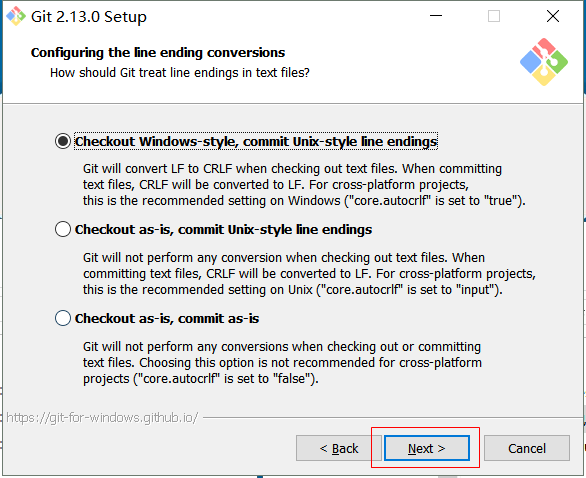 Git 2.13.0 Setup
Configuring the line ending conversions
How should Git treat line endings in text files?
Checkout Windows-style, commit Unix-style line endings
Git will convert LF to CRLF when checking out text files. When committing
text files, CRLF will be converted to LF. For cross-platform projects,
this is the recommended setting on Windows ("core.autocrlf" is set to "true").
Checkout as-is, commit Unix-style line endings
Git will not perform any conversion when checking out text files. When
committing text files, CRLF will be converted to LF. For cross-platform projects,
this is the recommended setting on Unix ("core.autocrlf" is set to "input").
Checkout as-is, commit as-is
Git will not perform any conversions when checking out or committing
text files. Choosing this option is not recommended for cross-platform
projects ("core.autocrlf" is set to "false").
https://git-for-windows.github.io/
< Back
Next >
Cancel